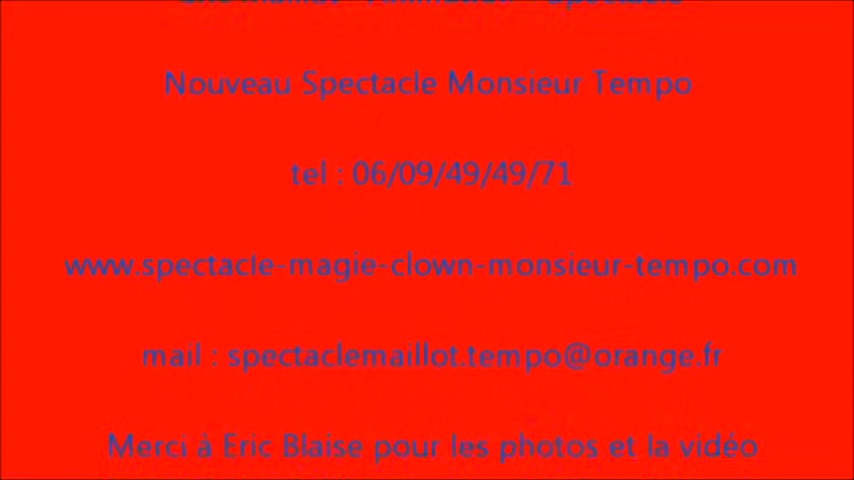 Nouveau Spectacle Monsieur Tempo
tel : 06/09/49/49/71
www.spectacle-magie-clown-monsieur-tempo.com
mail : spectaclemaillot.tempo@orange.fr
Merci à Eric Blaise pour les photos et la vidéo